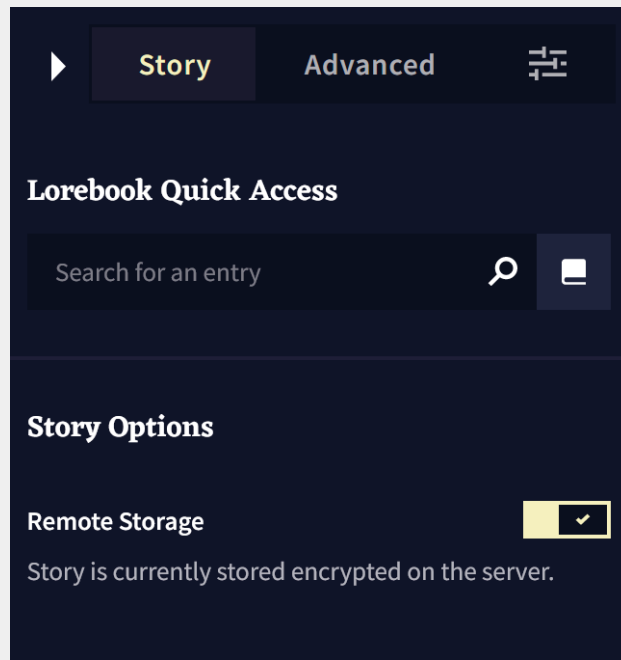 Story Advanced
Lorebook Quick Access
Search for an entry
Story Options
Remote Storage
Story is currently stored encrypted on the server.